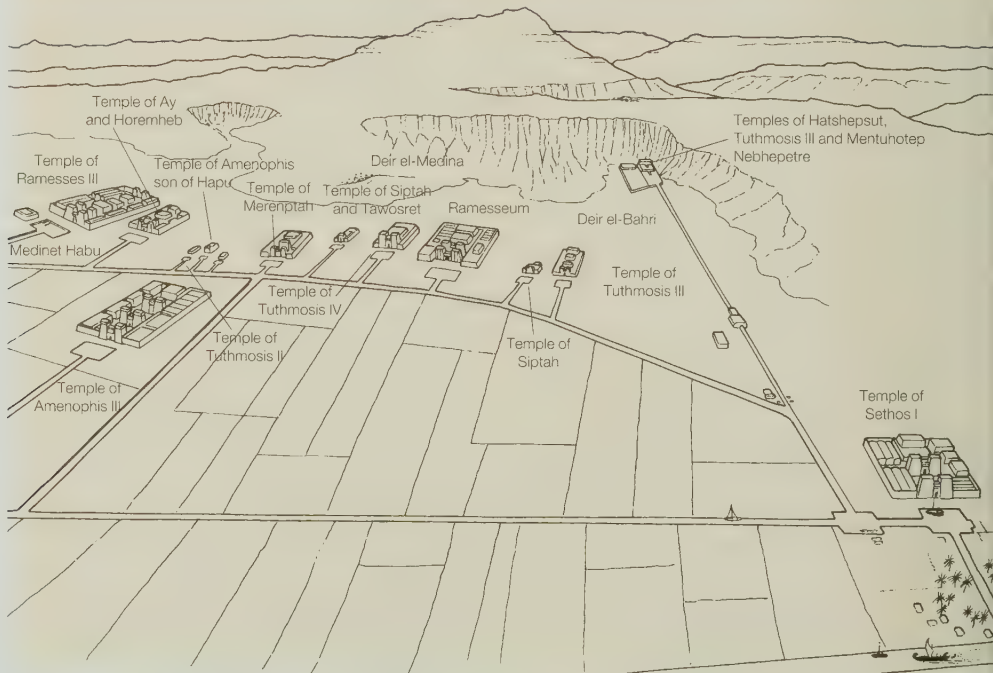 Temple of Ay
and Horemheb
Temple of
Ramesses III
Temple of Amenophis
son of Hapu
Deir el-Medina
Temples of Hatshepsut,
Tuthmosis III and Mentuhotep
Nebhepetre
Temple of
Merenptah
Temple of Siptah
and Tawosret
Ramesseum
Deir el-Bahri
Medinet Habu
Temple of
Tuthmosis IV
Temple of
Tuthmosis III
Temple of
Tuthmosis II
Temple of
Siptah
Temple of
Amenophis III
Temple of
Sethos I